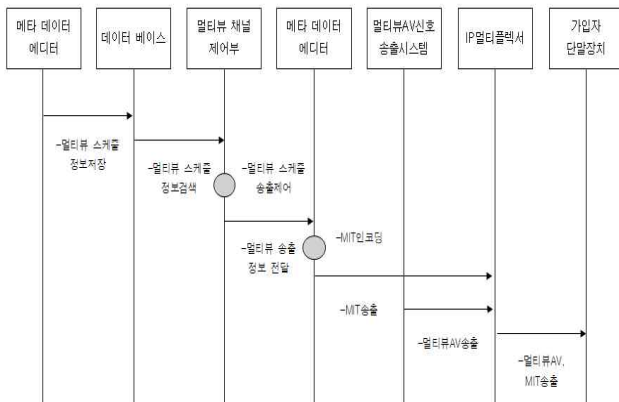 메타 데이터
에디터
데이터 베이스
멀티뷰 채널
제어부
메타 데이터
에디터
멀티뷰AV신호
송출시스템
IP멀티플렉서
가입자
단말장치
-멀티뷰 스케줄
정보저장
-멀티뷰 스케줄
정보검색
-멀티뷰 스케줄
송출제어
-멀티뷰 송출
정보 전달
-MIT인코딩
-MIT송출
-멀티뷰AV송출
-멀티뷰AV,
MIT송출